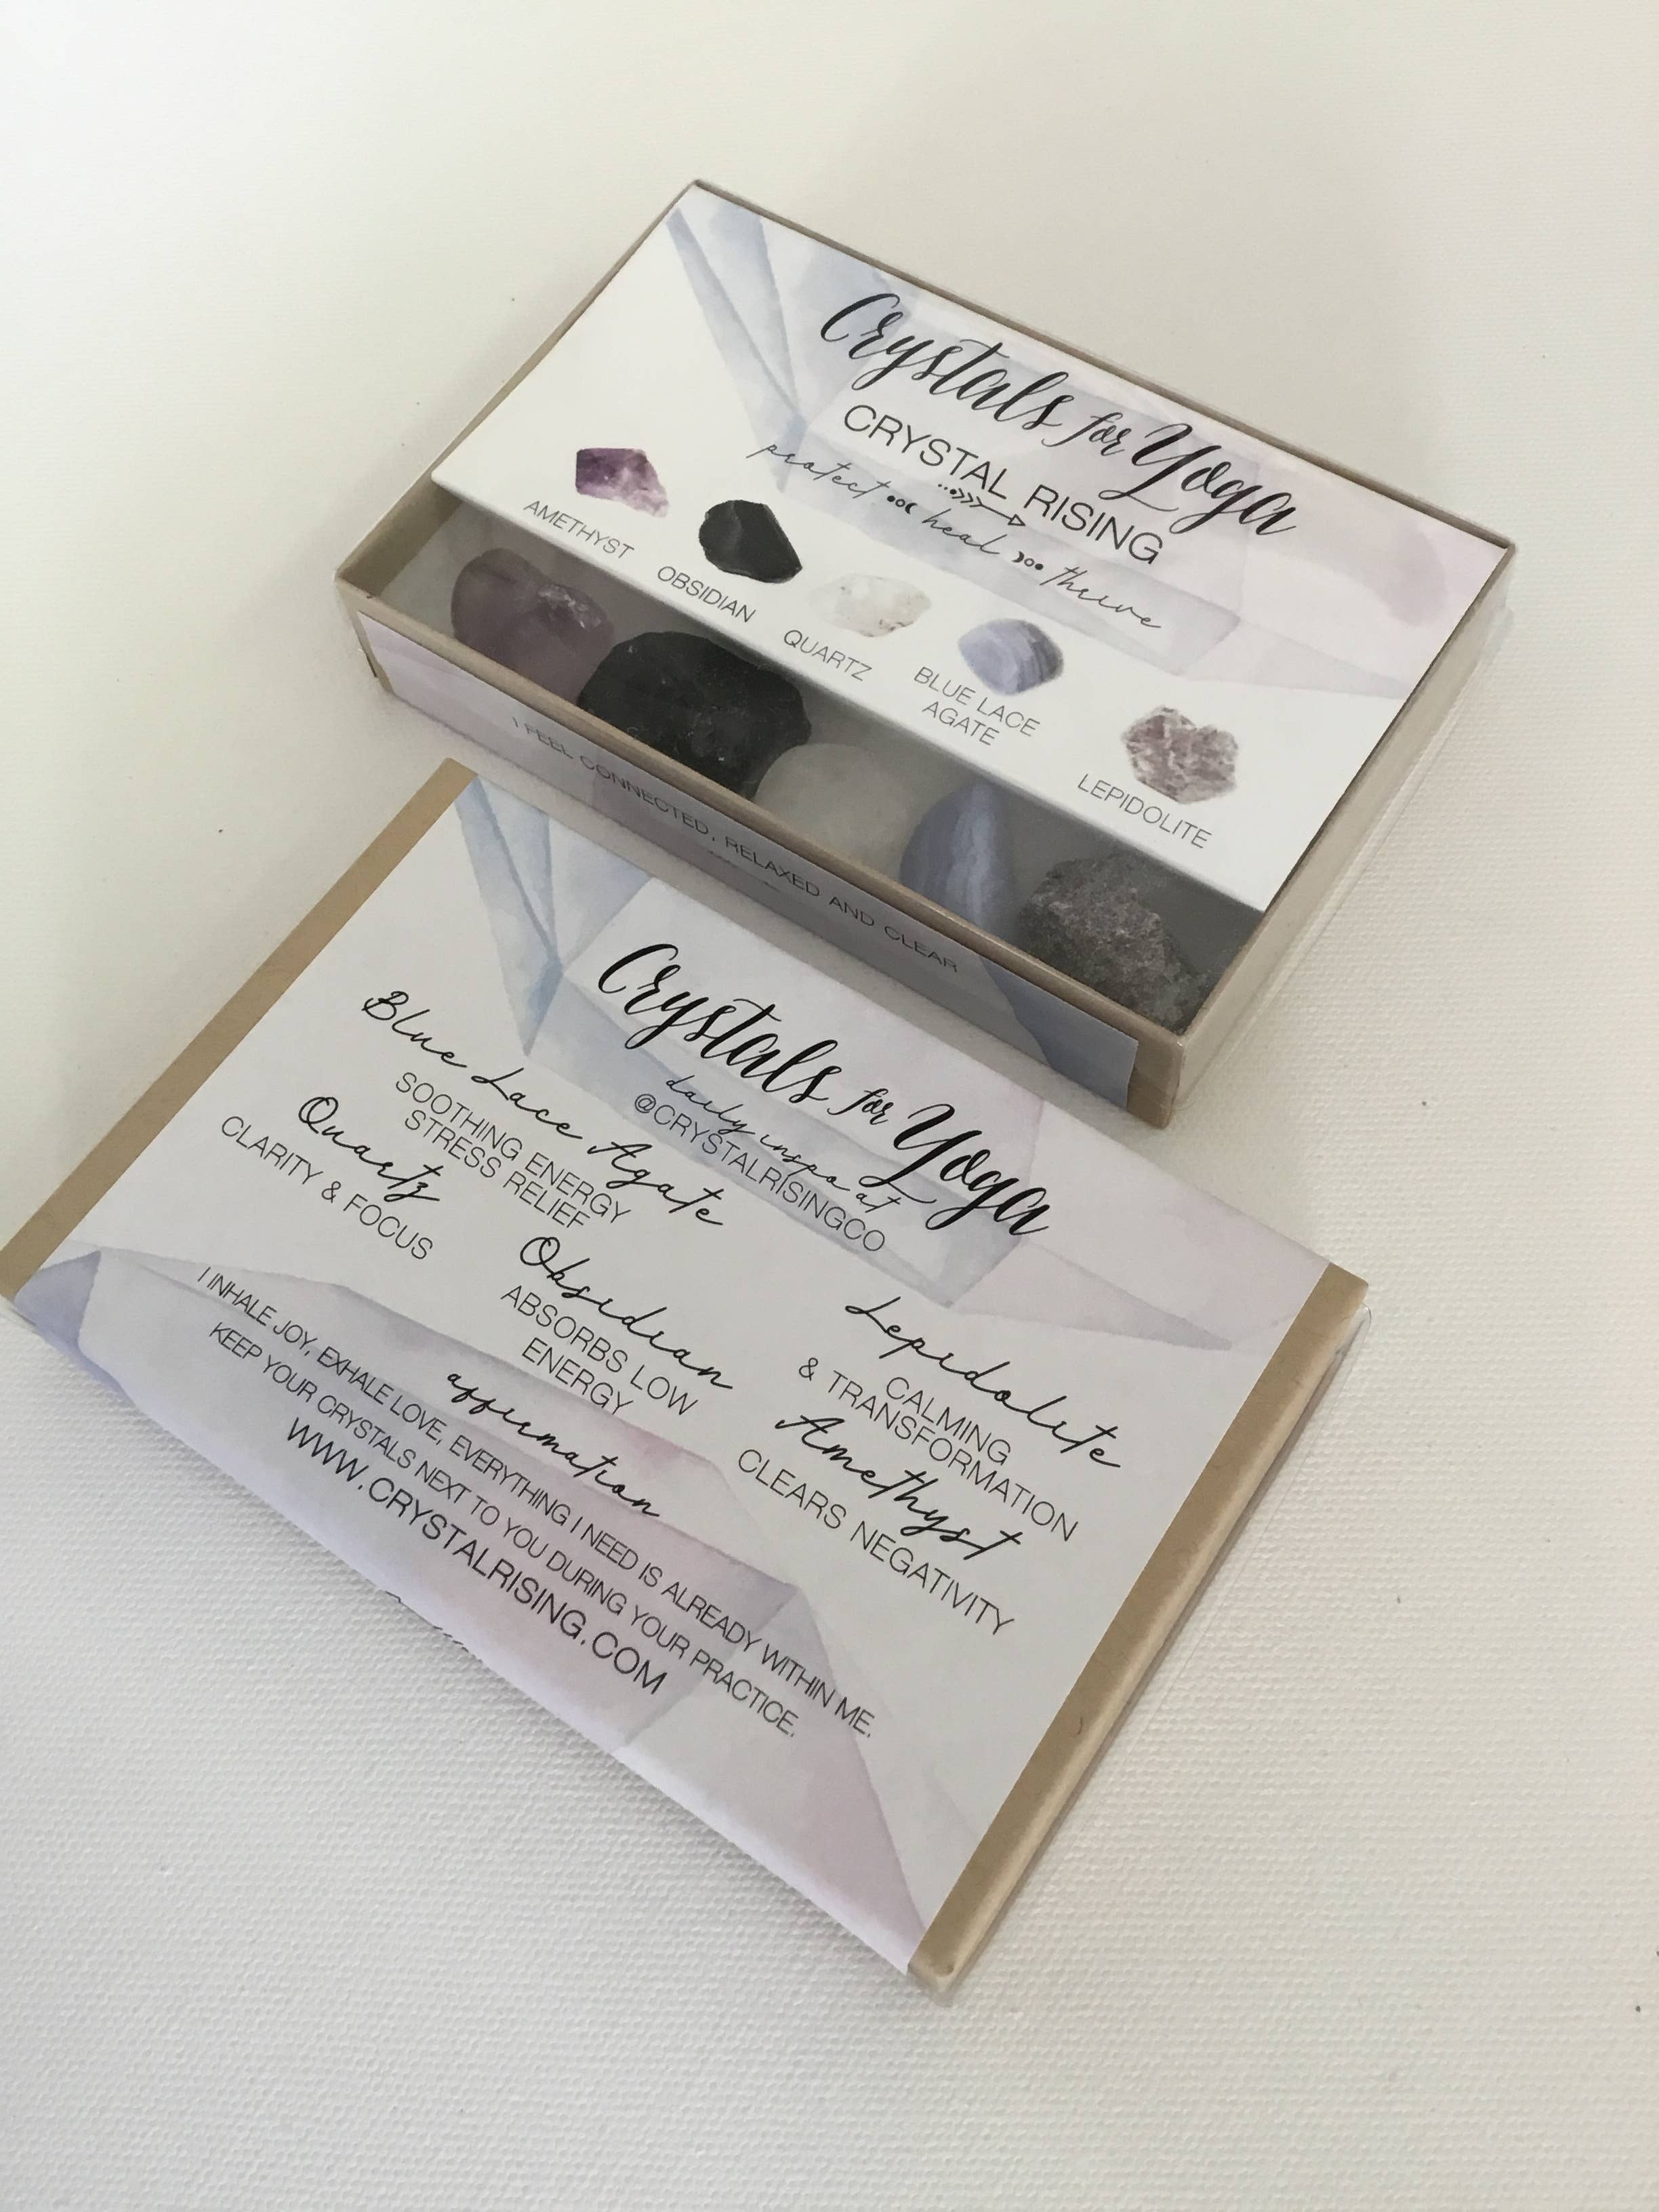 Crystals for Yoga
CRYSTAL RISING
protect heal thrive
AMETHYST
OBSIDIAN
QUARTZ
BLUE LACE
AGATE
LEPIDOLITE
I FEEL CONNECTED, RELAXED AND CLEAR
Crystals for Yoga
daily inspo at
@CRYSTALRISINGCO
Blue Lace Agate
SOOTHING ENERGY
STRESS RELIEF
Quartz
CLARITY & FOCUS
Obsidian
ABSORBS LOW
ENERGY
Lepidolite
CALMING
& TRANSFORMATION
Amethyst
CLEARS NEGATIVITY
affirmation
I INHALE JOY, EXHALE LOVE, EVERYTHING I NEED IS ALREADY WITHIN ME.
KEEP YOUR CRYSTALS NEXT TO YOU DURING YOUR PRACTICE.
WWW.CRYSTALRISING.COM